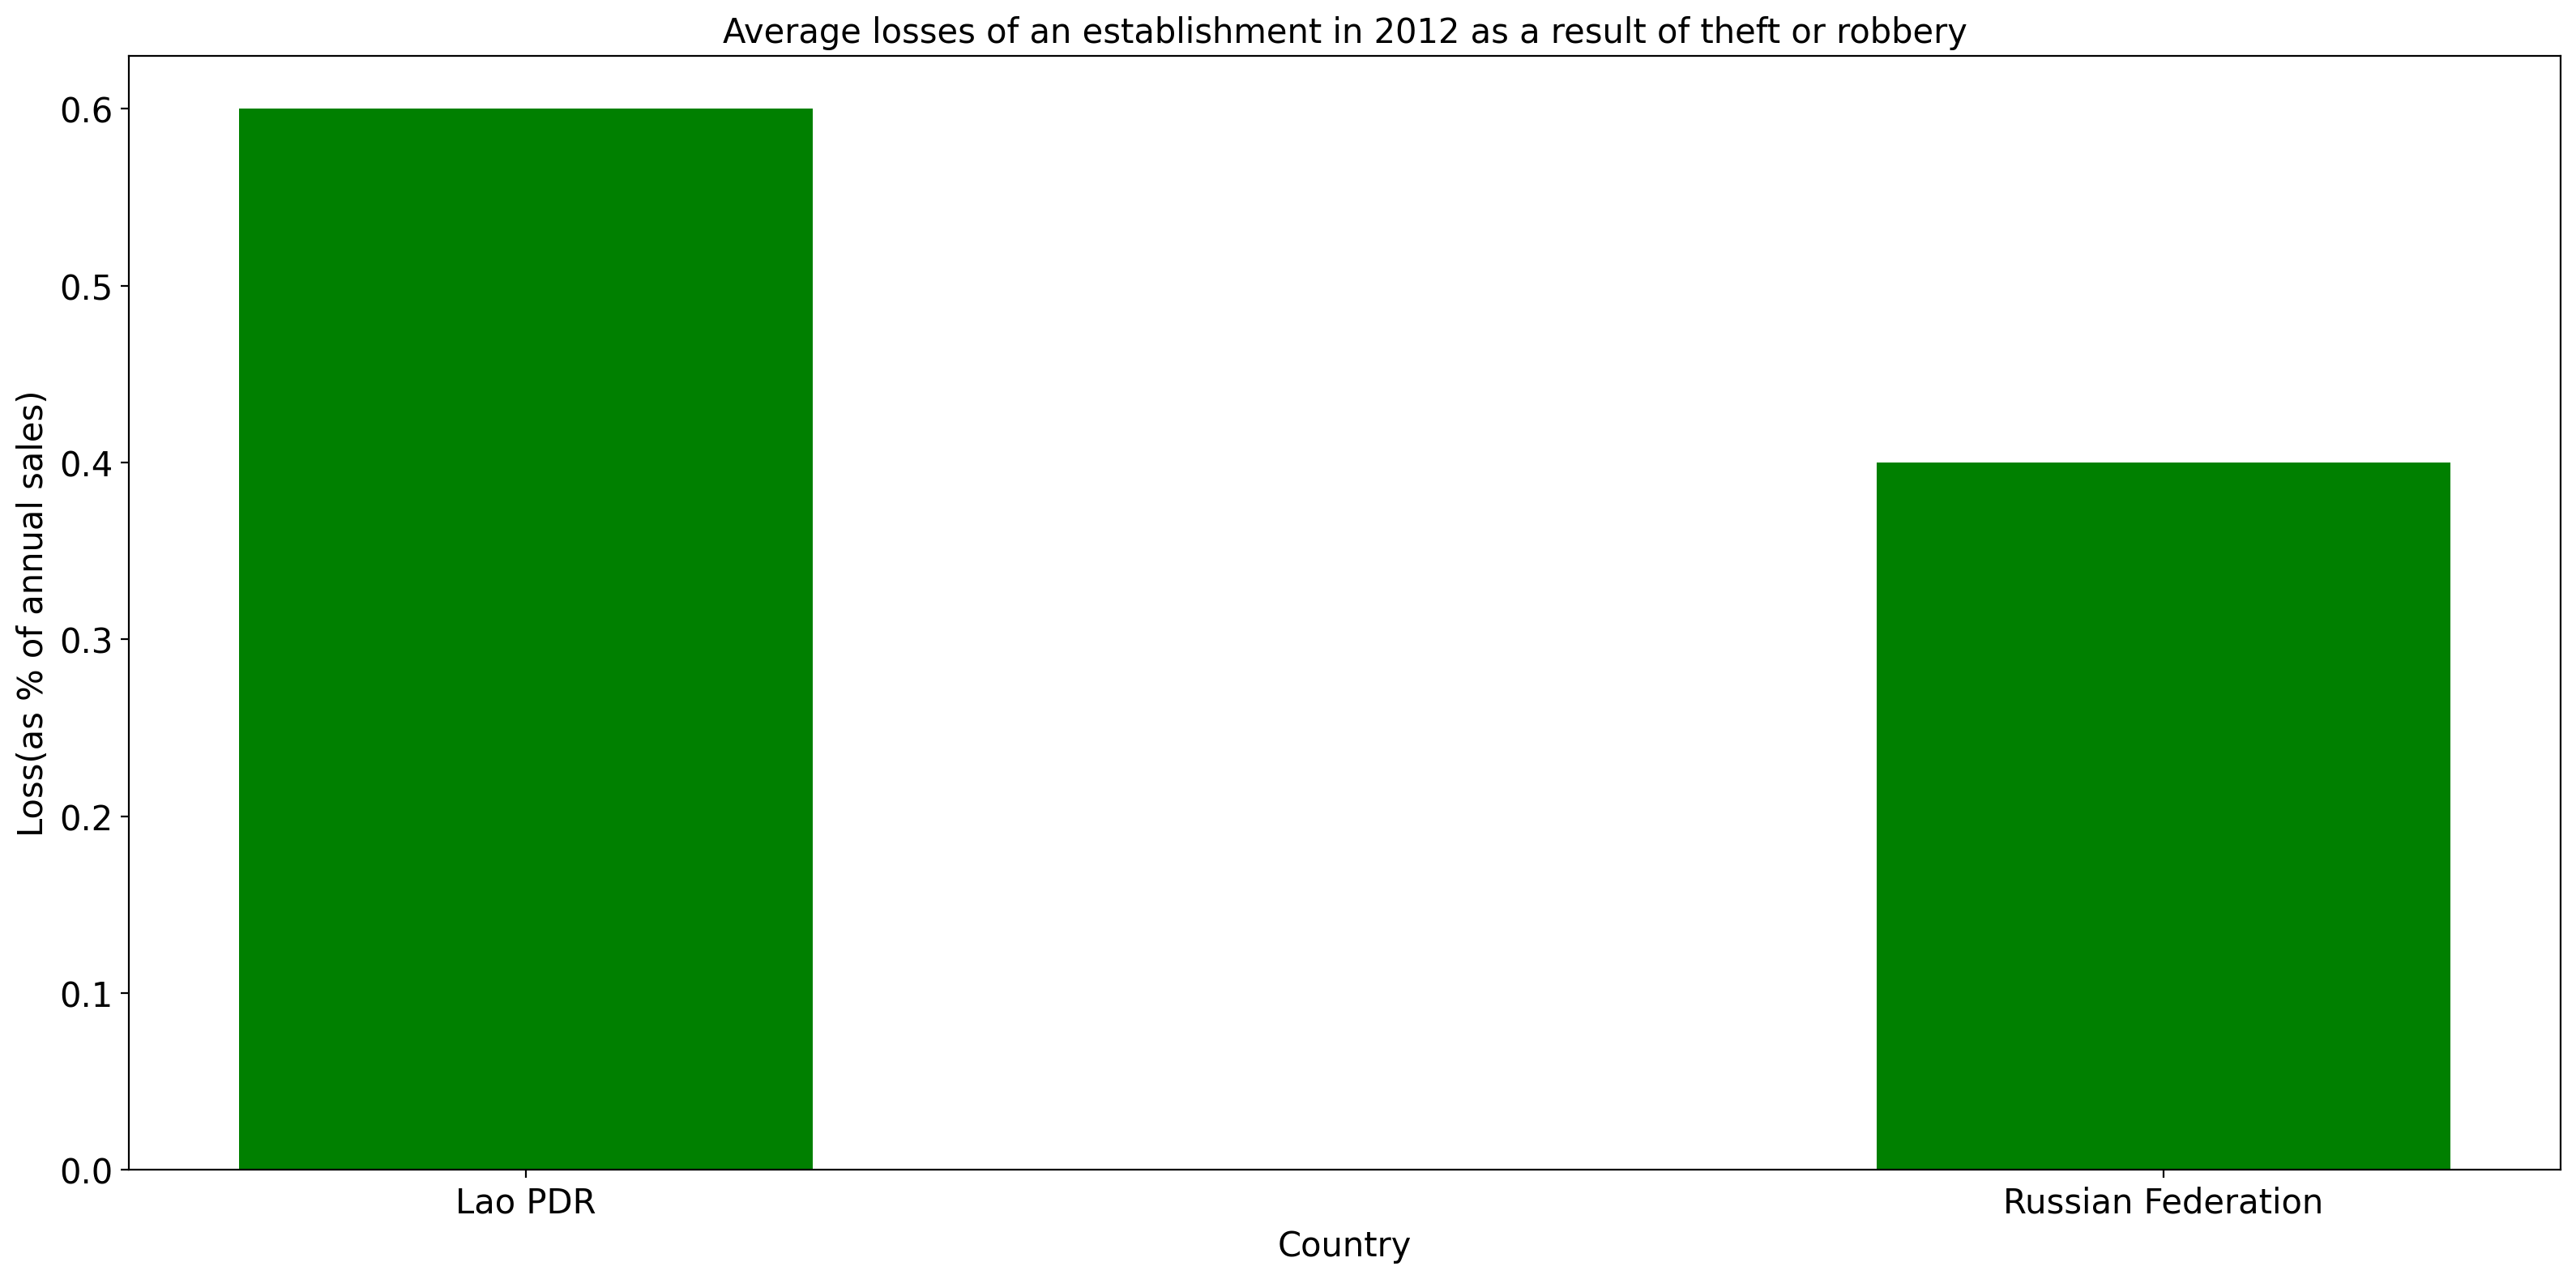 Average losses of an establishment in 2012 as a result of theft or robbery
Loss(as % of annual sales)
0.6
0.5
0.4
0.3
0.2
0.1
0.0
Lao PDR
Russian Federation
Country